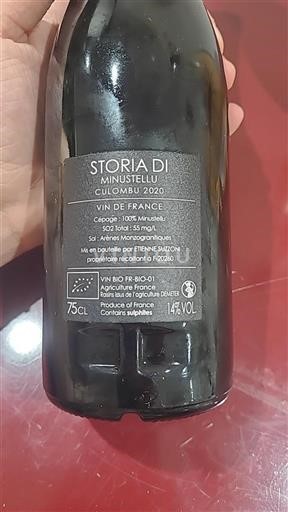 STORIA DI
MINUSTELLU
CULOMBU 2020
VIN DE FRANCE
Cépage : 100% Minustellu
SO2 Total : 55 mg/L
Sol : Arènes Monzogranitiques
Mis en bouteille par ETIENNE SUZZONI
propriétaire récoltant à F-20260
VIN BIO FR-BIO-01
Agriculture France
Raisins issus de l'agriculture DEMETER
75CL
Produce of France
Contains sulphites
14% VOL